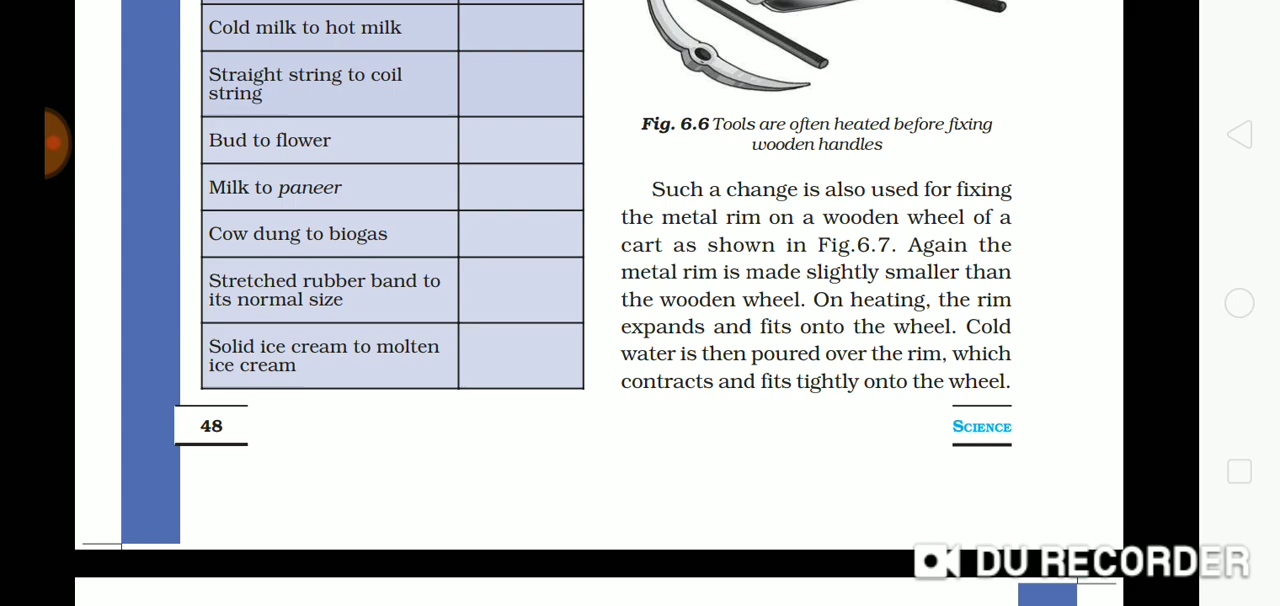 Cold milk to hot milk
Straight string to coil
string
Bud to flower
Milk to paneer
Cow dung to biogas
Stretched rubber band to
its normal size
Solid ice cream to molten
ice cream
48
Fig. 6.6 Tools are often heated before fixing
wooden handles
Such a change is also used for fixing
the metal rim on a wooden wheel of a
cart as shown in Fig.6.7. Again the
metal rim is made slightly smaller than
the wooden wheel. On heating, the rim
expands and fits onto the wheel. Cold
water is then poured over the rim, which
contracts and fits tightly onto the wheel.
SCIENCE
DU RECORDER